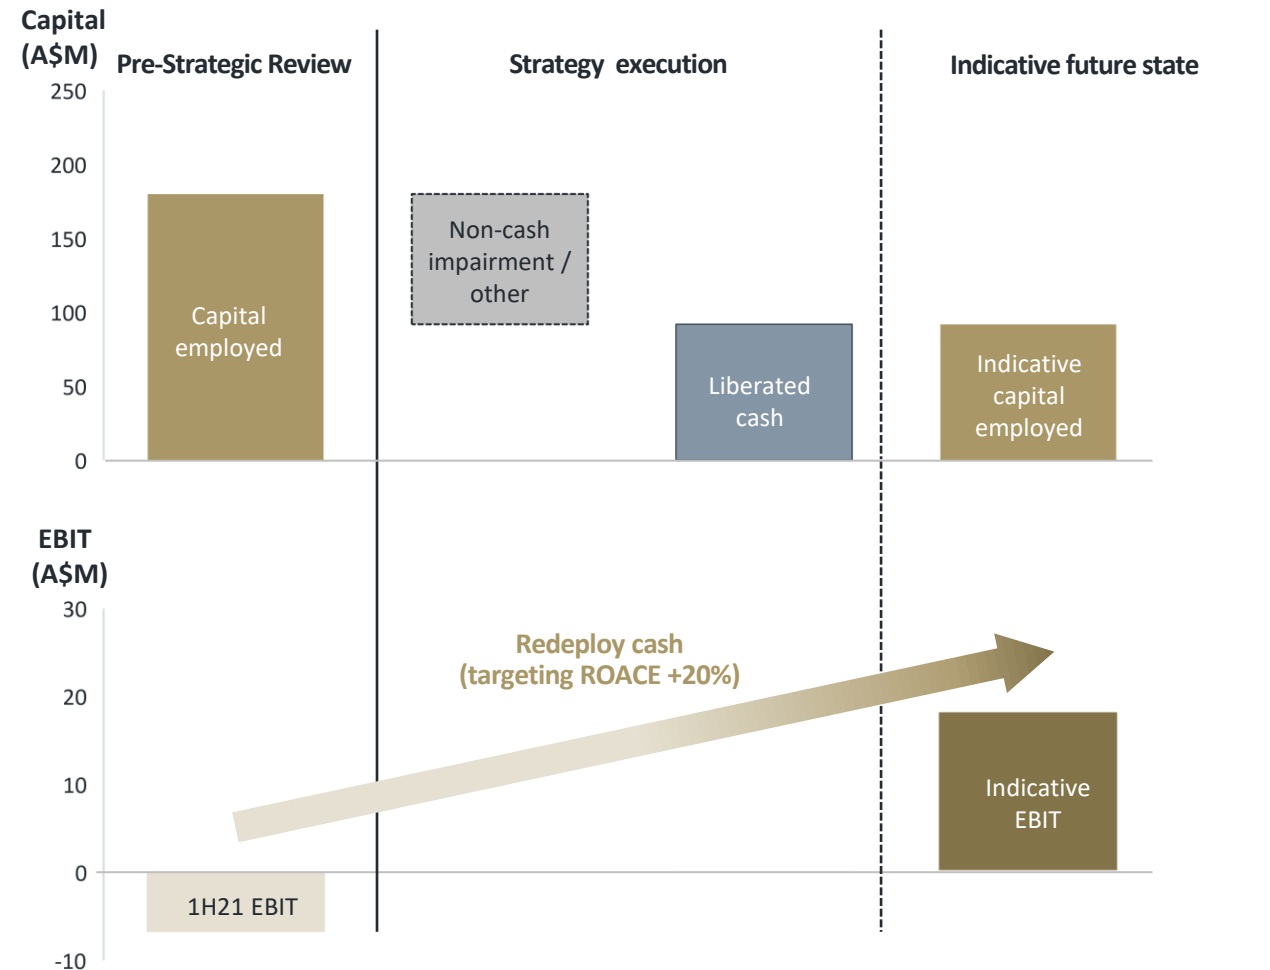 Capital
(A$M)
Pre-Strategic Review
Strategy execution
Indicative future state
250
200
150
100
50
0
Capital
employed
Non-cash
impairment /
other
Liberated
cash
Indicative
capital
employed
EBIT
(A$M)
30
20
10
0
-10
Redeploy cash
(targeting ROACE +20%)
1H21 EBIT
Indicative
EBIT